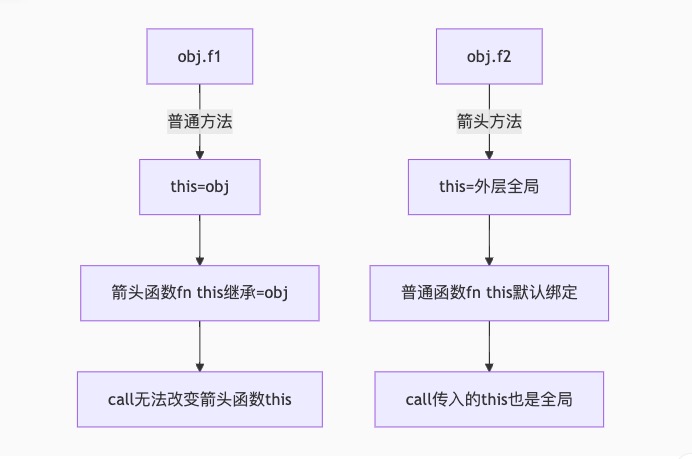 obj.f1
普通方法
this=obj
箭头函数fn this继承=obj
call无法改变箭头函数this
obj.f2
箭头方法
this=外层全局
普通函数fn this默认绑定
call传入的this也是全局